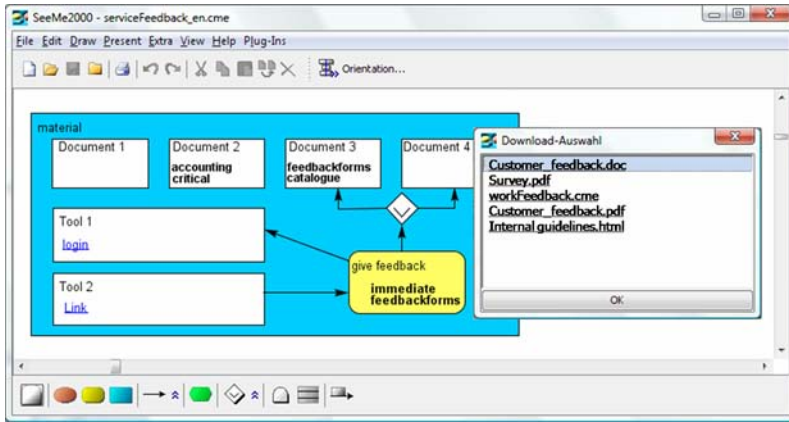 SeeMe2000 - serviceFeedback_en.cme
File Edit Draw Present Extra View Help Plug-Ins
Orientation...
material
Document 1
Document 2
accounting
critical
Document 3
feedbackforms
catalogue
Document 4
Tool 1
login
Tool 2
Link
give feedback
immediate
feedbackforms
Download-Auswahl
Customer_feedback.doc
Survey.pdf
workFeedback.cme
Customer_feedback.pdf
Internal guidelines.html
OK